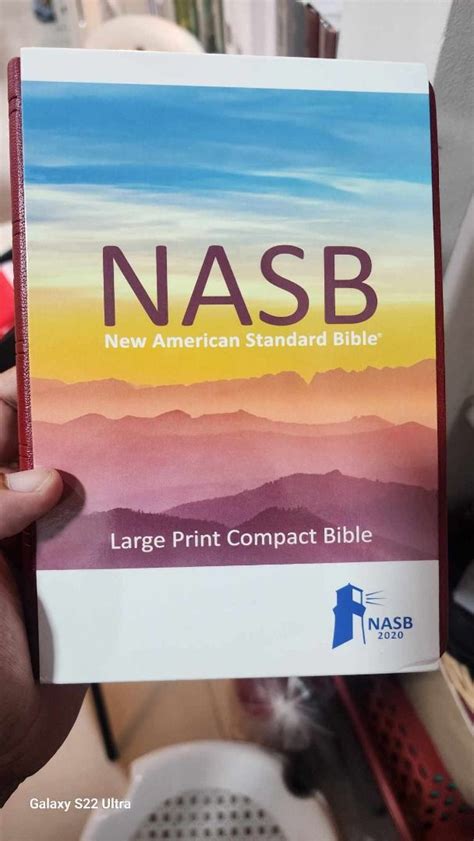 NASB
New American Standard Bible®
Large Print Compact Bible
NASB
2020
Galaxy S22 Ultra